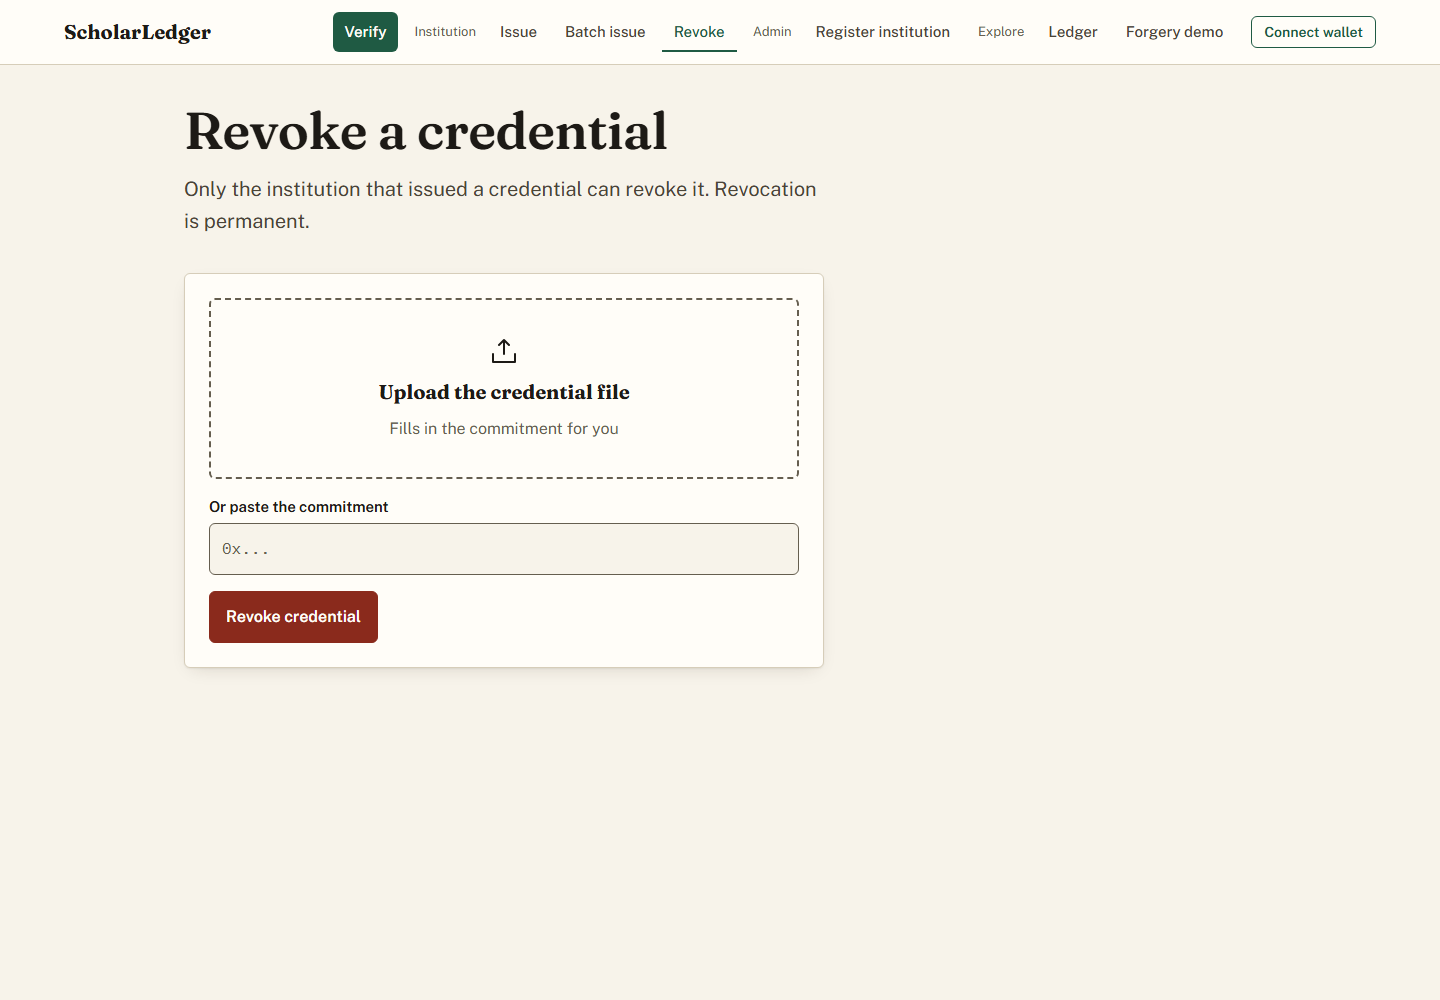 ScholarLedger
Verify Institution Issue Batch issue Revoke Admin Register institution Explore Ledger Forgery demo Connect wallet
Revoke a credential
Only the institution that issued a credential can revoke it. Revocation
is permanent.
Upload the credential file
Fills in the commitment for you
Or paste the commitment
0x...
Revoke credential